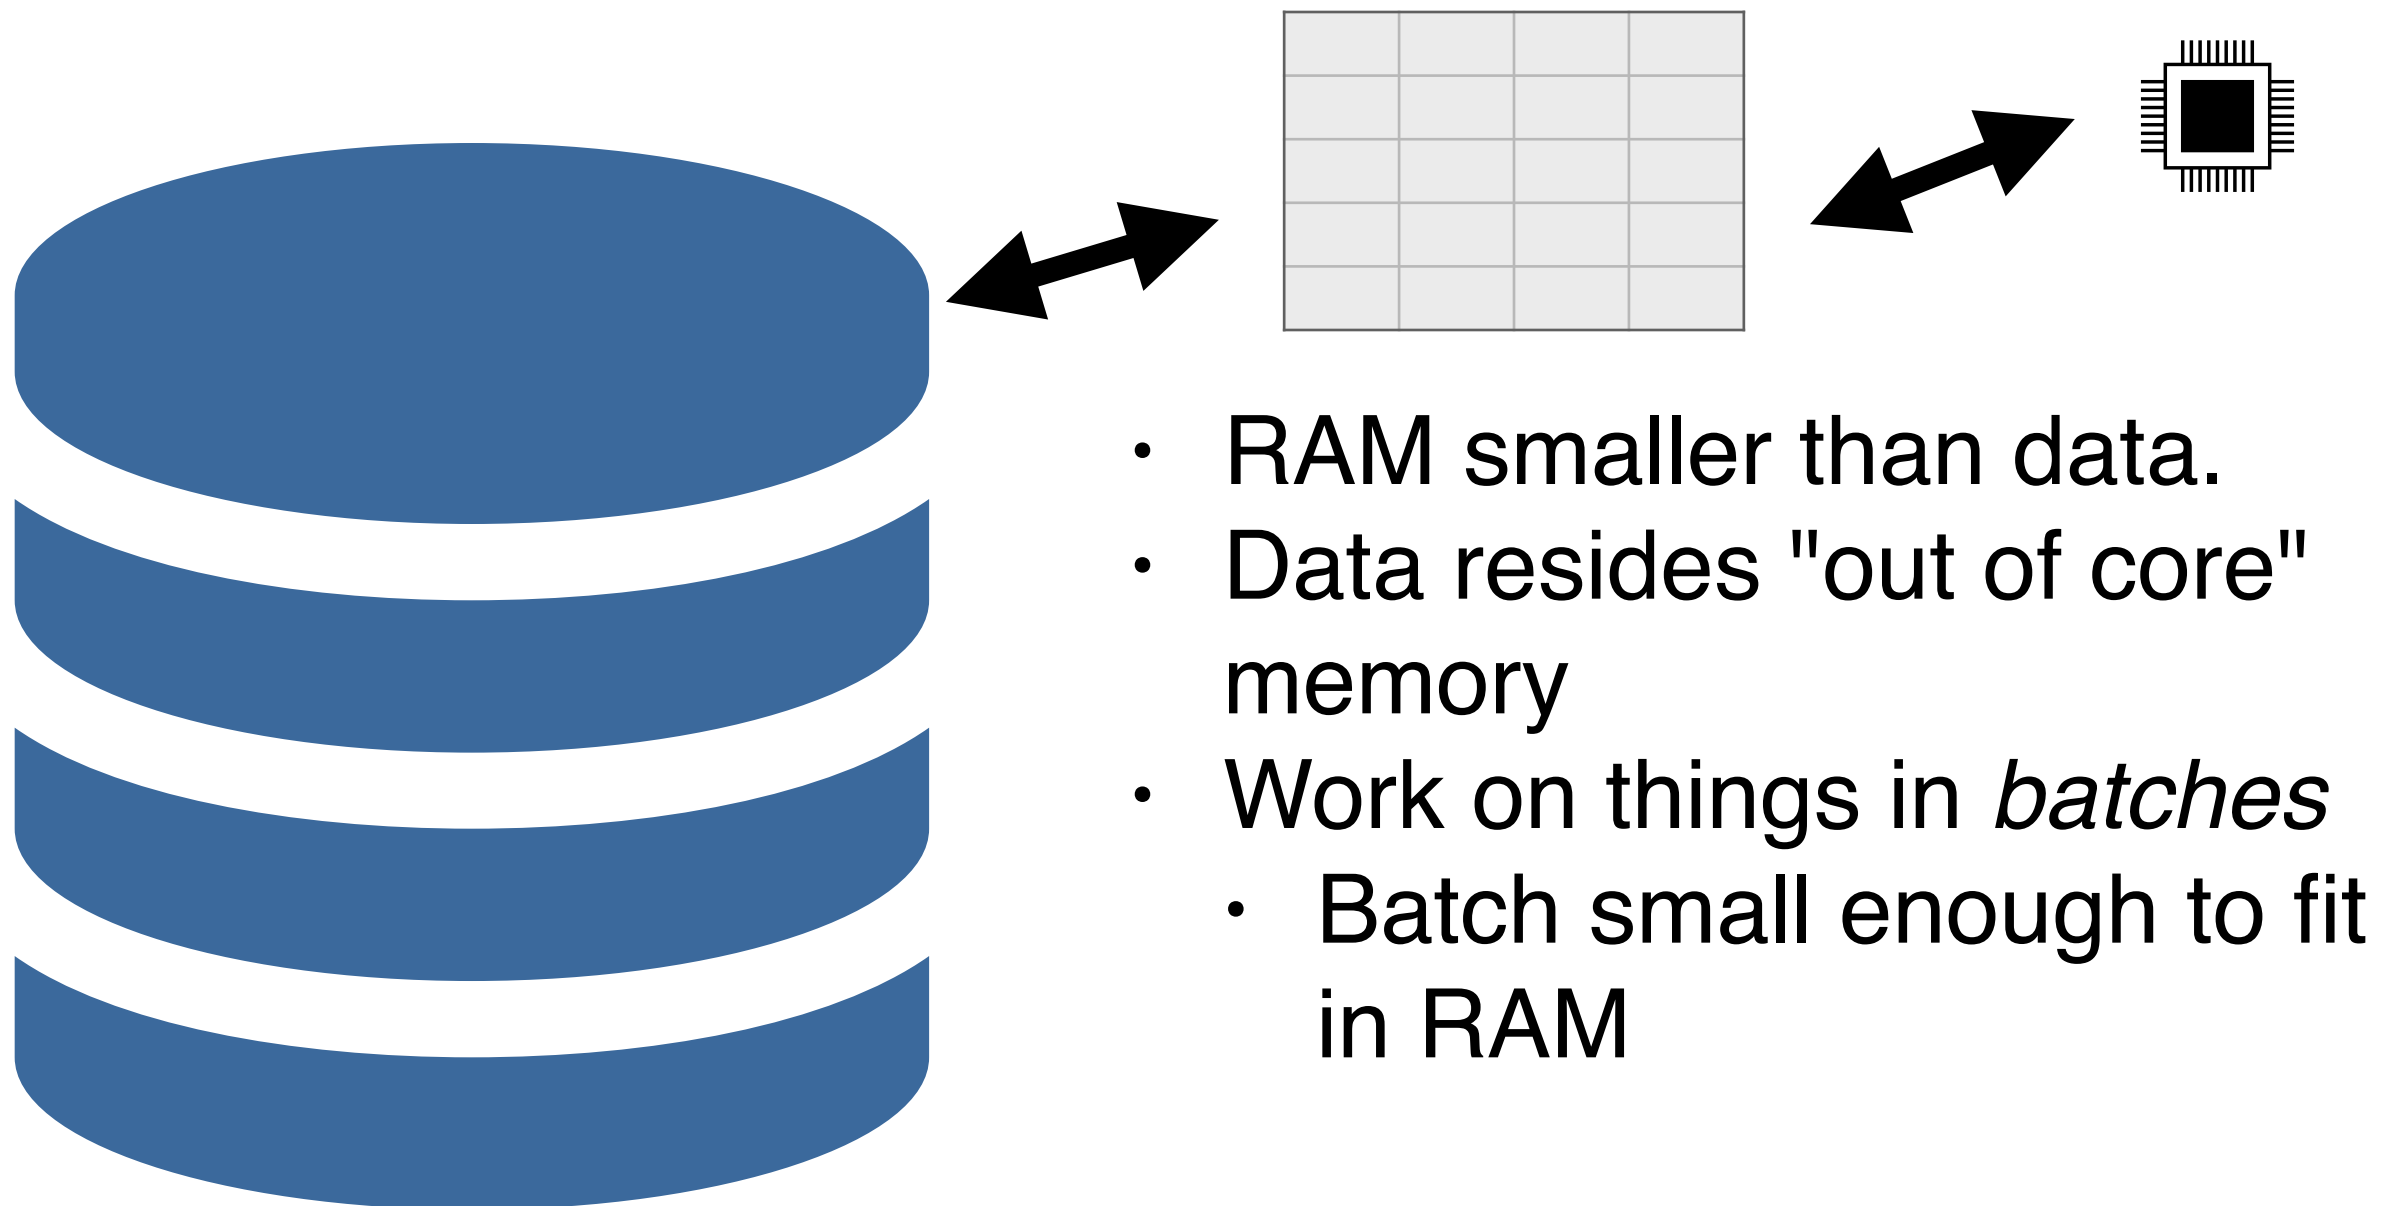 • RAM smaller than data.
• Data resides "out of core"
memory
• Work on things in batches
• Batch small enough to fit
in RAM